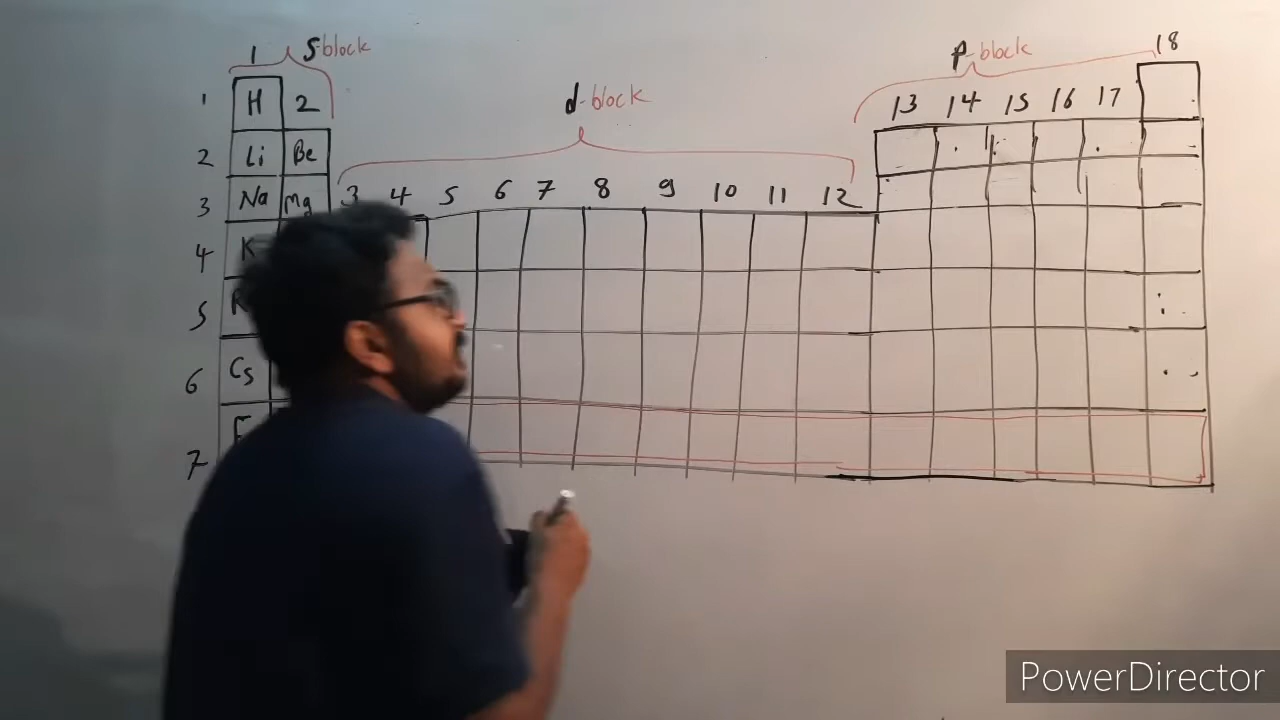 1 S-block p-block 18
1 H 2 d-block 13 14 15 16 17
2 Li Be
3 Na Mg 3 4 5 6 7 8 9 10 11 12
4 K
5 R
6 Cs
7 F
PowerDirector